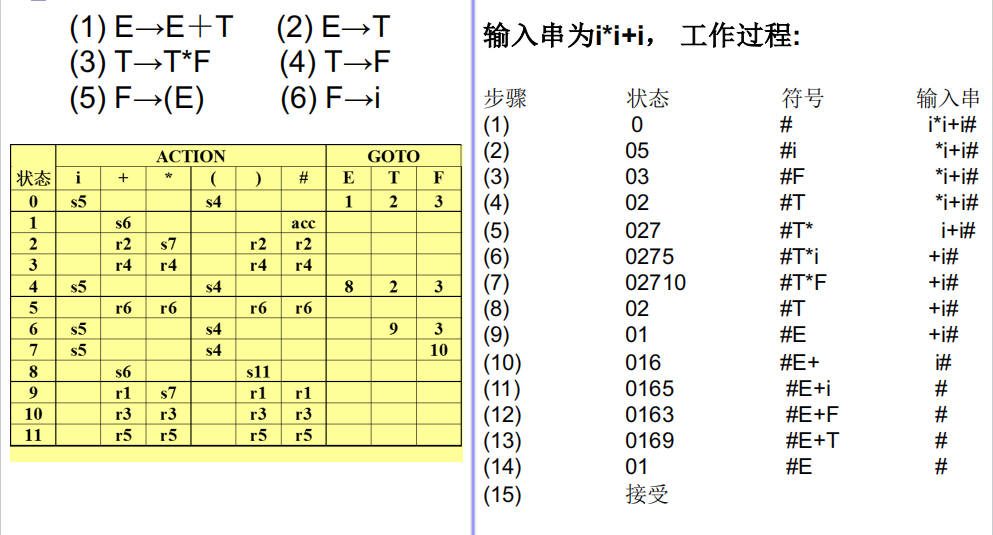 (1) E→E＋T (2) E→T
(3) T→T*F (4) T→F
(5) F→(E) (6) F→i
ACTION GOTO
状态 i + * ( ) # E T F
0 s5 s4 1 2 3
1 s6 acc
2 r2 s7 r2 r2
3 r4 r4 r4 r4
4 s5 s4 8 2 3
5 r6 r6 r6 r6
6 s5 s4 9 3
7 s5 s4 10
8 s6 s11
9 r1 s7 r1 r1
10 r3 r3 r3 r3
11 r5 r5 r5 r5
输入串为i*i+i， 工作过程:
步骤 状态 符号 输入串
(1) 0 # i*i+i#
(2) 05 #i *i+i#
(3) 03 #F *i+i#
(4) 02 #T *i+i#
(5) 027 #T* i+i#
(6) 0275 #T*i +i#
(7) 02710 #T*F +i#
(8) 02 #T +i#
(9) 01 #E +i#
(10) 016 #E+ i#
(11) 0165 #E+i #
(12) 0163 #E+F #
(13) 0169 #E+T #
(14) 01 #E #
(15) 接受